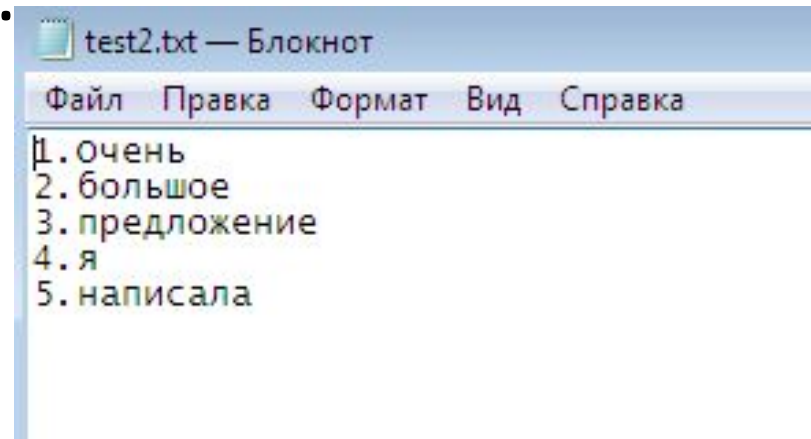 test2.txt — Блокнот
Файл Правка Формат Вид Справка
1.очень
2.большое
3.предложение
4.я
5.написала